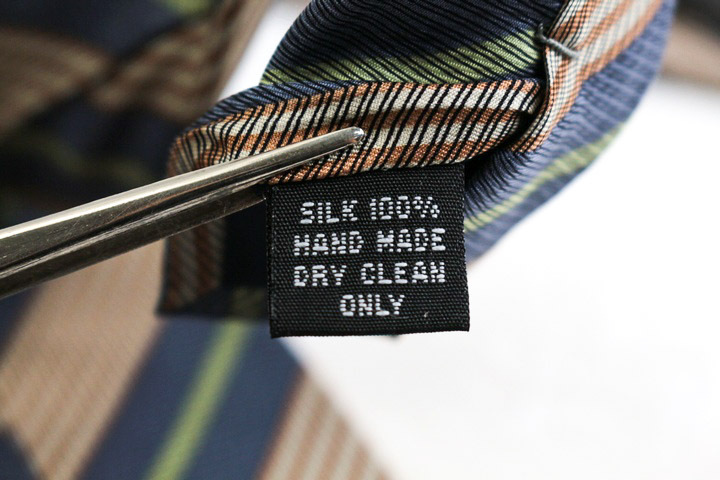 SILK 100%
HAND MADE
DRY CLEAN
ONLY